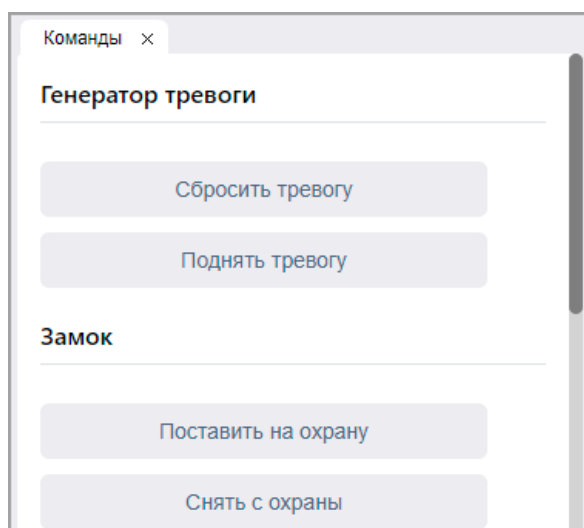 Команды ×
Генератор тревоги
Сбросить тревогу
Поднять тревогу
Замок
Поставить на охрану
Снять с охраны